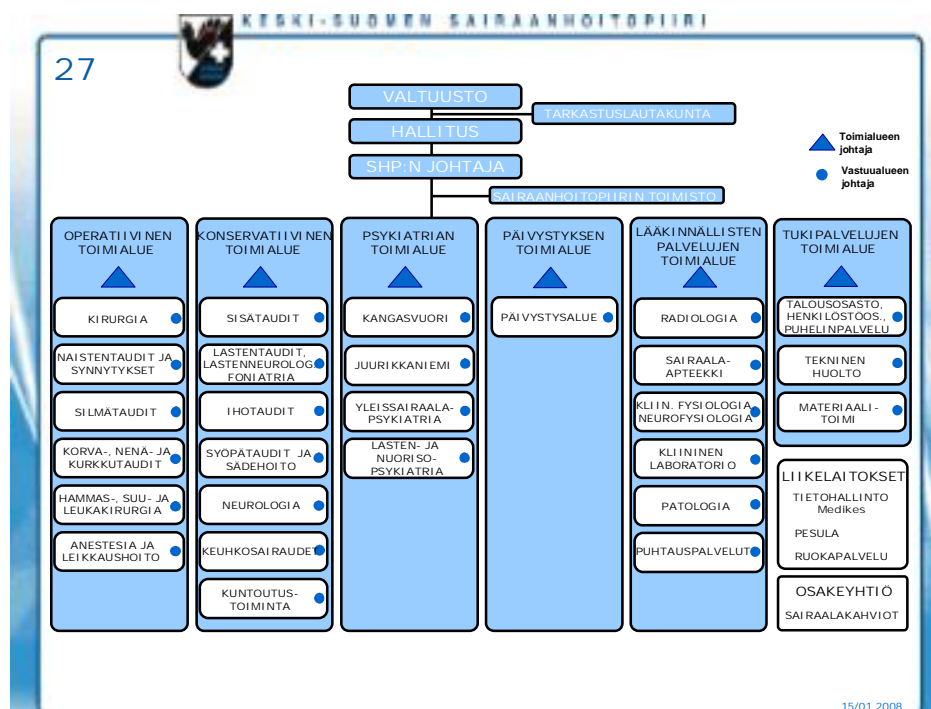 KESKI-SUOMEN SAIRAANHOITOPIIRI
27
VALTUUSTO
TARKASTUSLAUTAKUNTA
HALLITUS
SHP:N JOHTAJA
SAIRAANHOITOPIIRIN TOIMISTO
Toimialueen
johtaja
Vastuualueen
johtaja
OPERATIIVINEN
TOIMIALUE
KIRURGIA
NAISTENTAUDIT JA
SYNNYTYKSET
SILMÄTAUDIT
KORVA-, NENÄ- JA
KURKKUTAUDIT
HAMMAS-, SUU- JA
LEUKAKIRURGIA
ANESTESIA JA
LEIKKAUSHOITO
KONSERVATIIVINEN
TOIMIALUE
SISÄTAUDIT
LASTENTAUDIT,
LASTENNEUROLOG
FONIATRIA
IHOTAUDIT
SYÖPÄTAUDIT JA
SÄDEHOITO
NEUROLOGIA
KEUHKOSAIRAUDET
KUNTOUTUS-
TOIMINTA
PSYKIATRIAN
TOIMIALUE
KANGASVUORI
JUURIKKANIEMI
YLEISSAIRAALA-
PSYKIATRIA
LASTEN- JA
NUORISO-
PSYKIATRIA
PÄIVYSTYKSEN
TOIMIALUE
PÄIVYSTYSALUE
LÄÄKINNÄLLISTEN
PALVELUJEN
TOIMIALUE
RADIOLOGIA
SAIRAALA-
APTEEKKI
KLIIN. FYSIOLOGIA,
NEUROFYSIOLOGIA
KLIININEN
LABORATORIO
PATOLOGIA
PUHTAUSPALVELUT
TUKIPALVELUJEN
TOIMIALUE
TALOUSOSASTO,
HENKILÖSTÖOS.,
PUHELINPALVELU
TEKNINEN
HUOLTO
MATERIAALI-
TOIMI
LIIKELAITOKSET
TIETOHALLINTO
Medikes
PESULA
RUOKAPALVELU
OSAKEYHTIÖ
SAIRAALAKAHVIOT
15/01 2008